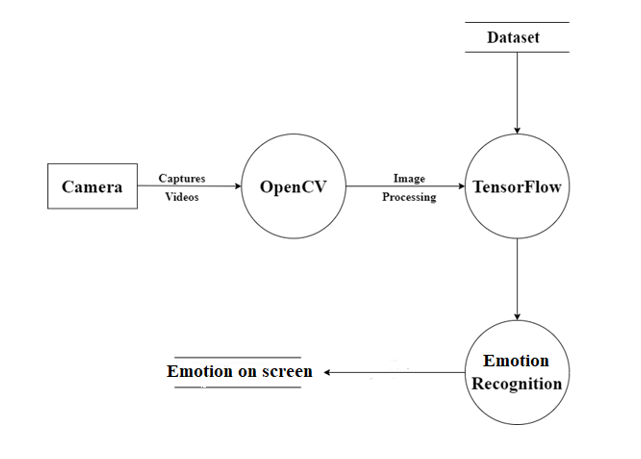 Dataset
Camera
Captures
Videos
OpenCV
Image
Processing
TensorFlow
Emotion
Recognition
Emotion on screen